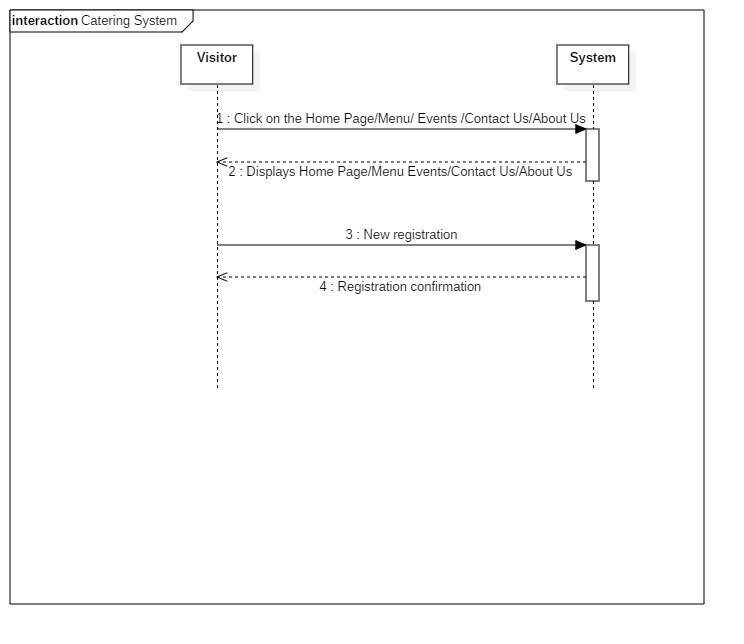 interaction Catering System
Visitor
System
1 : Click on the Home Page/Menu/ Events /Contact Us/About Us
2 : Displays Home Page/Menu Events/Contact Us/About Us
3 : New registration
4 : Registration confirmation